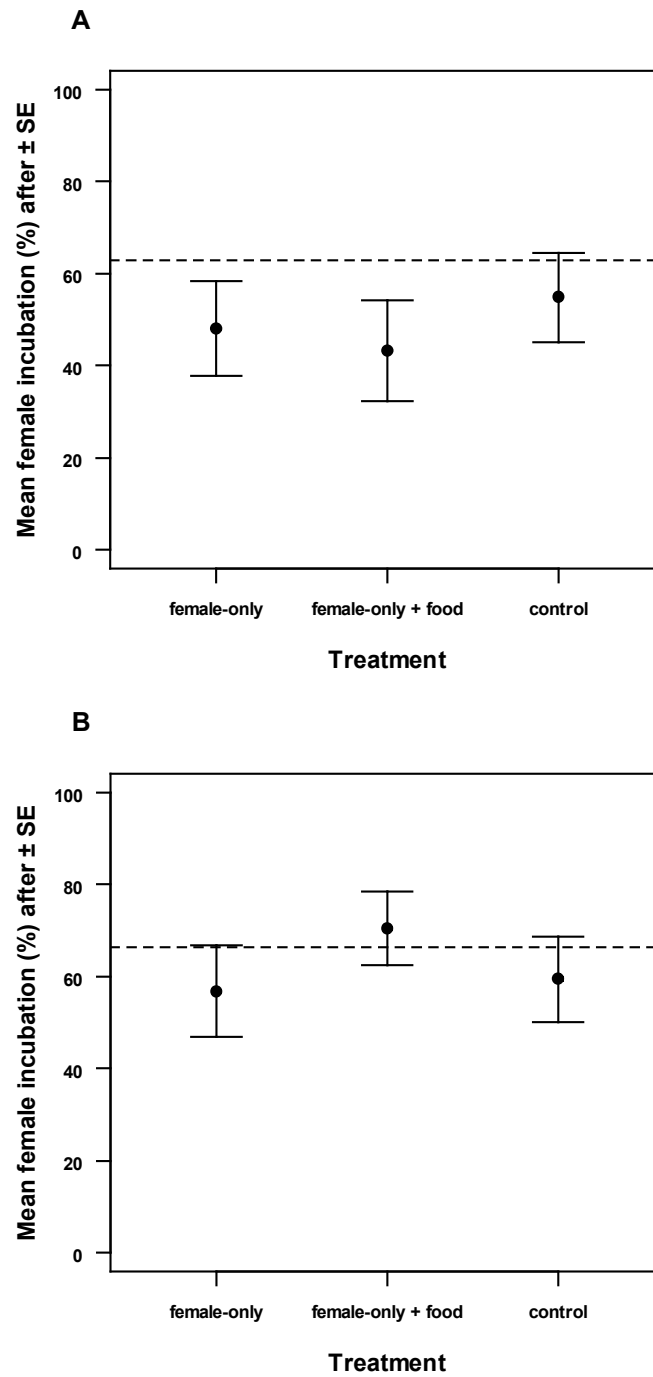 A
Mean female incubation (%) after ± SE
100
80
60
40
20
0
female-only female-only + food control
Treatment
B
Mean female incubation (%) after ± SE
100
80
60
40
20
0
female-only female-only + food control
Treatment